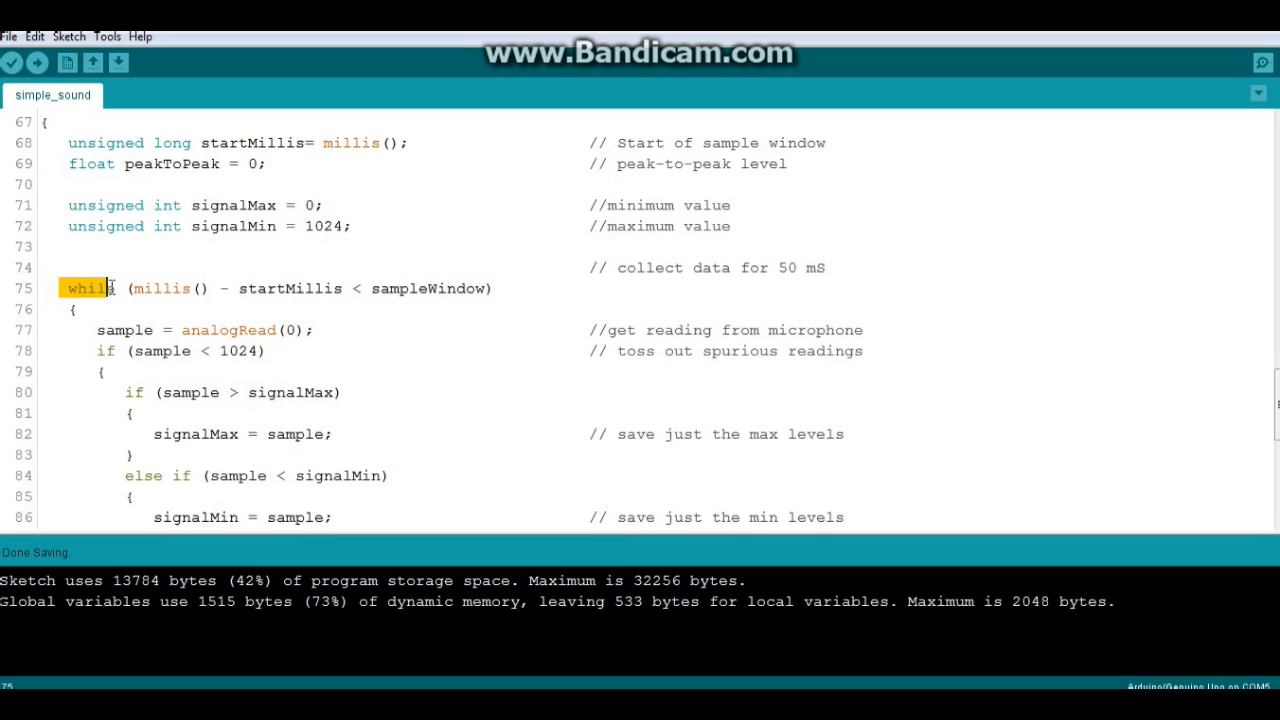 www.Bandicam.com
File Edit Sketch Tools Help
simple_sound
67 {
68 unsigned long startMillis= millis(); // Start of sample window
69 float peakToPeak = 0; // peak-to-peak level
70
71 unsigned int signalMax = 0; //minimum value
72 unsigned int signalMin = 1024; //maximum value
73
74 // collect data for 50 mS
75 while (millis() - startMillis < sampleWindow)
76 {
77 sample = analogRead(0); //get reading from microphone
78 if (sample < 1024) // toss out spurious readings
79 {
80 if (sample > signalMax)
81 {
82 signalMax = sample; // save just the max levels
83 }
84 else if (sample < signalMin)
85 {
86 signalMin = sample; // save just the min levels
Done Saving.
Sketch uses 13784 bytes (42%) of program storage space. Maximum is 32256 bytes.
Global variables use 1515 bytes (73%) of dynamic memory, leaving 533 bytes for local variables. Maximum is 2048 bytes.
75 Arduino/Genuino Uno on COM5